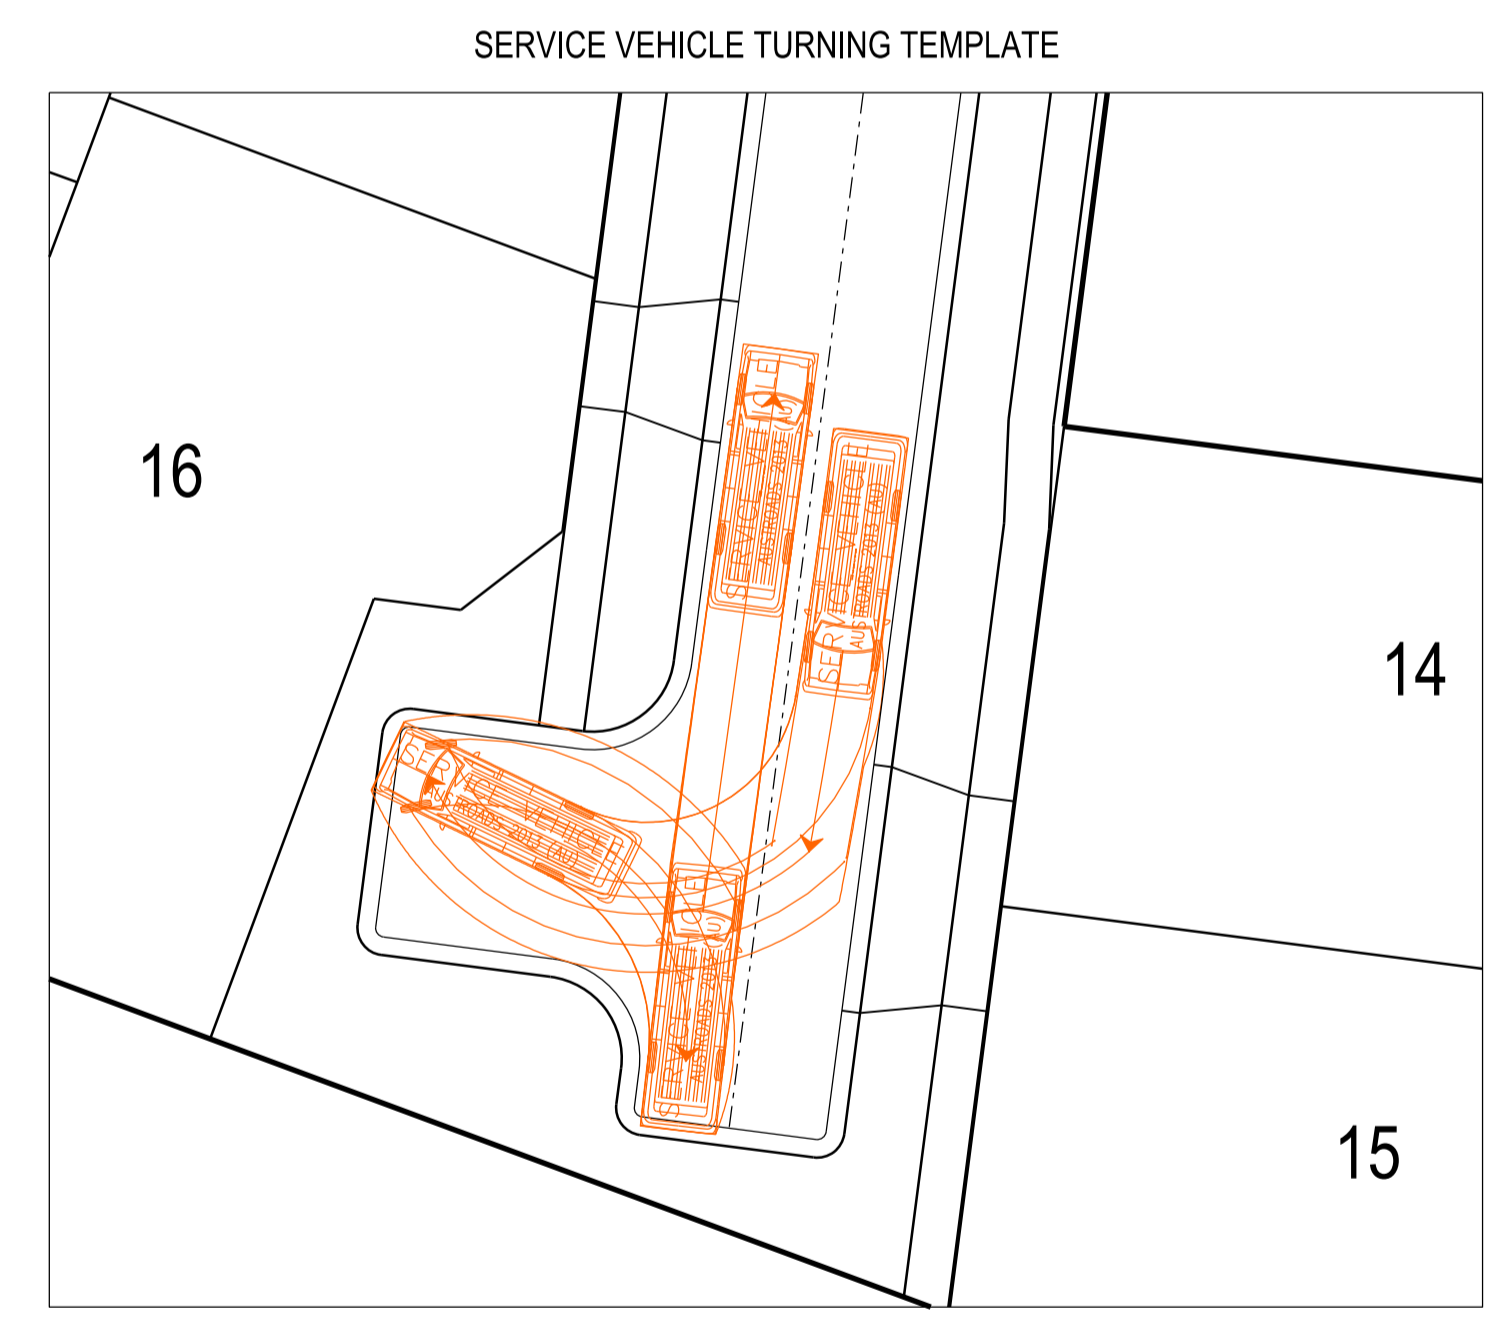 SERVICE VEHICLE TURNING TEMPLATE
16
14
15
SERVICE VEHICLE
AUSTROADS 2013 (AU)
SERVICE VEHICLE
AUSTROADS 2013 (AU)
SERVICE VEHICLE
AUSTROADS 2013 (AU)
SERVICE VEHICLE
AUSTROADS 2013 (AU)